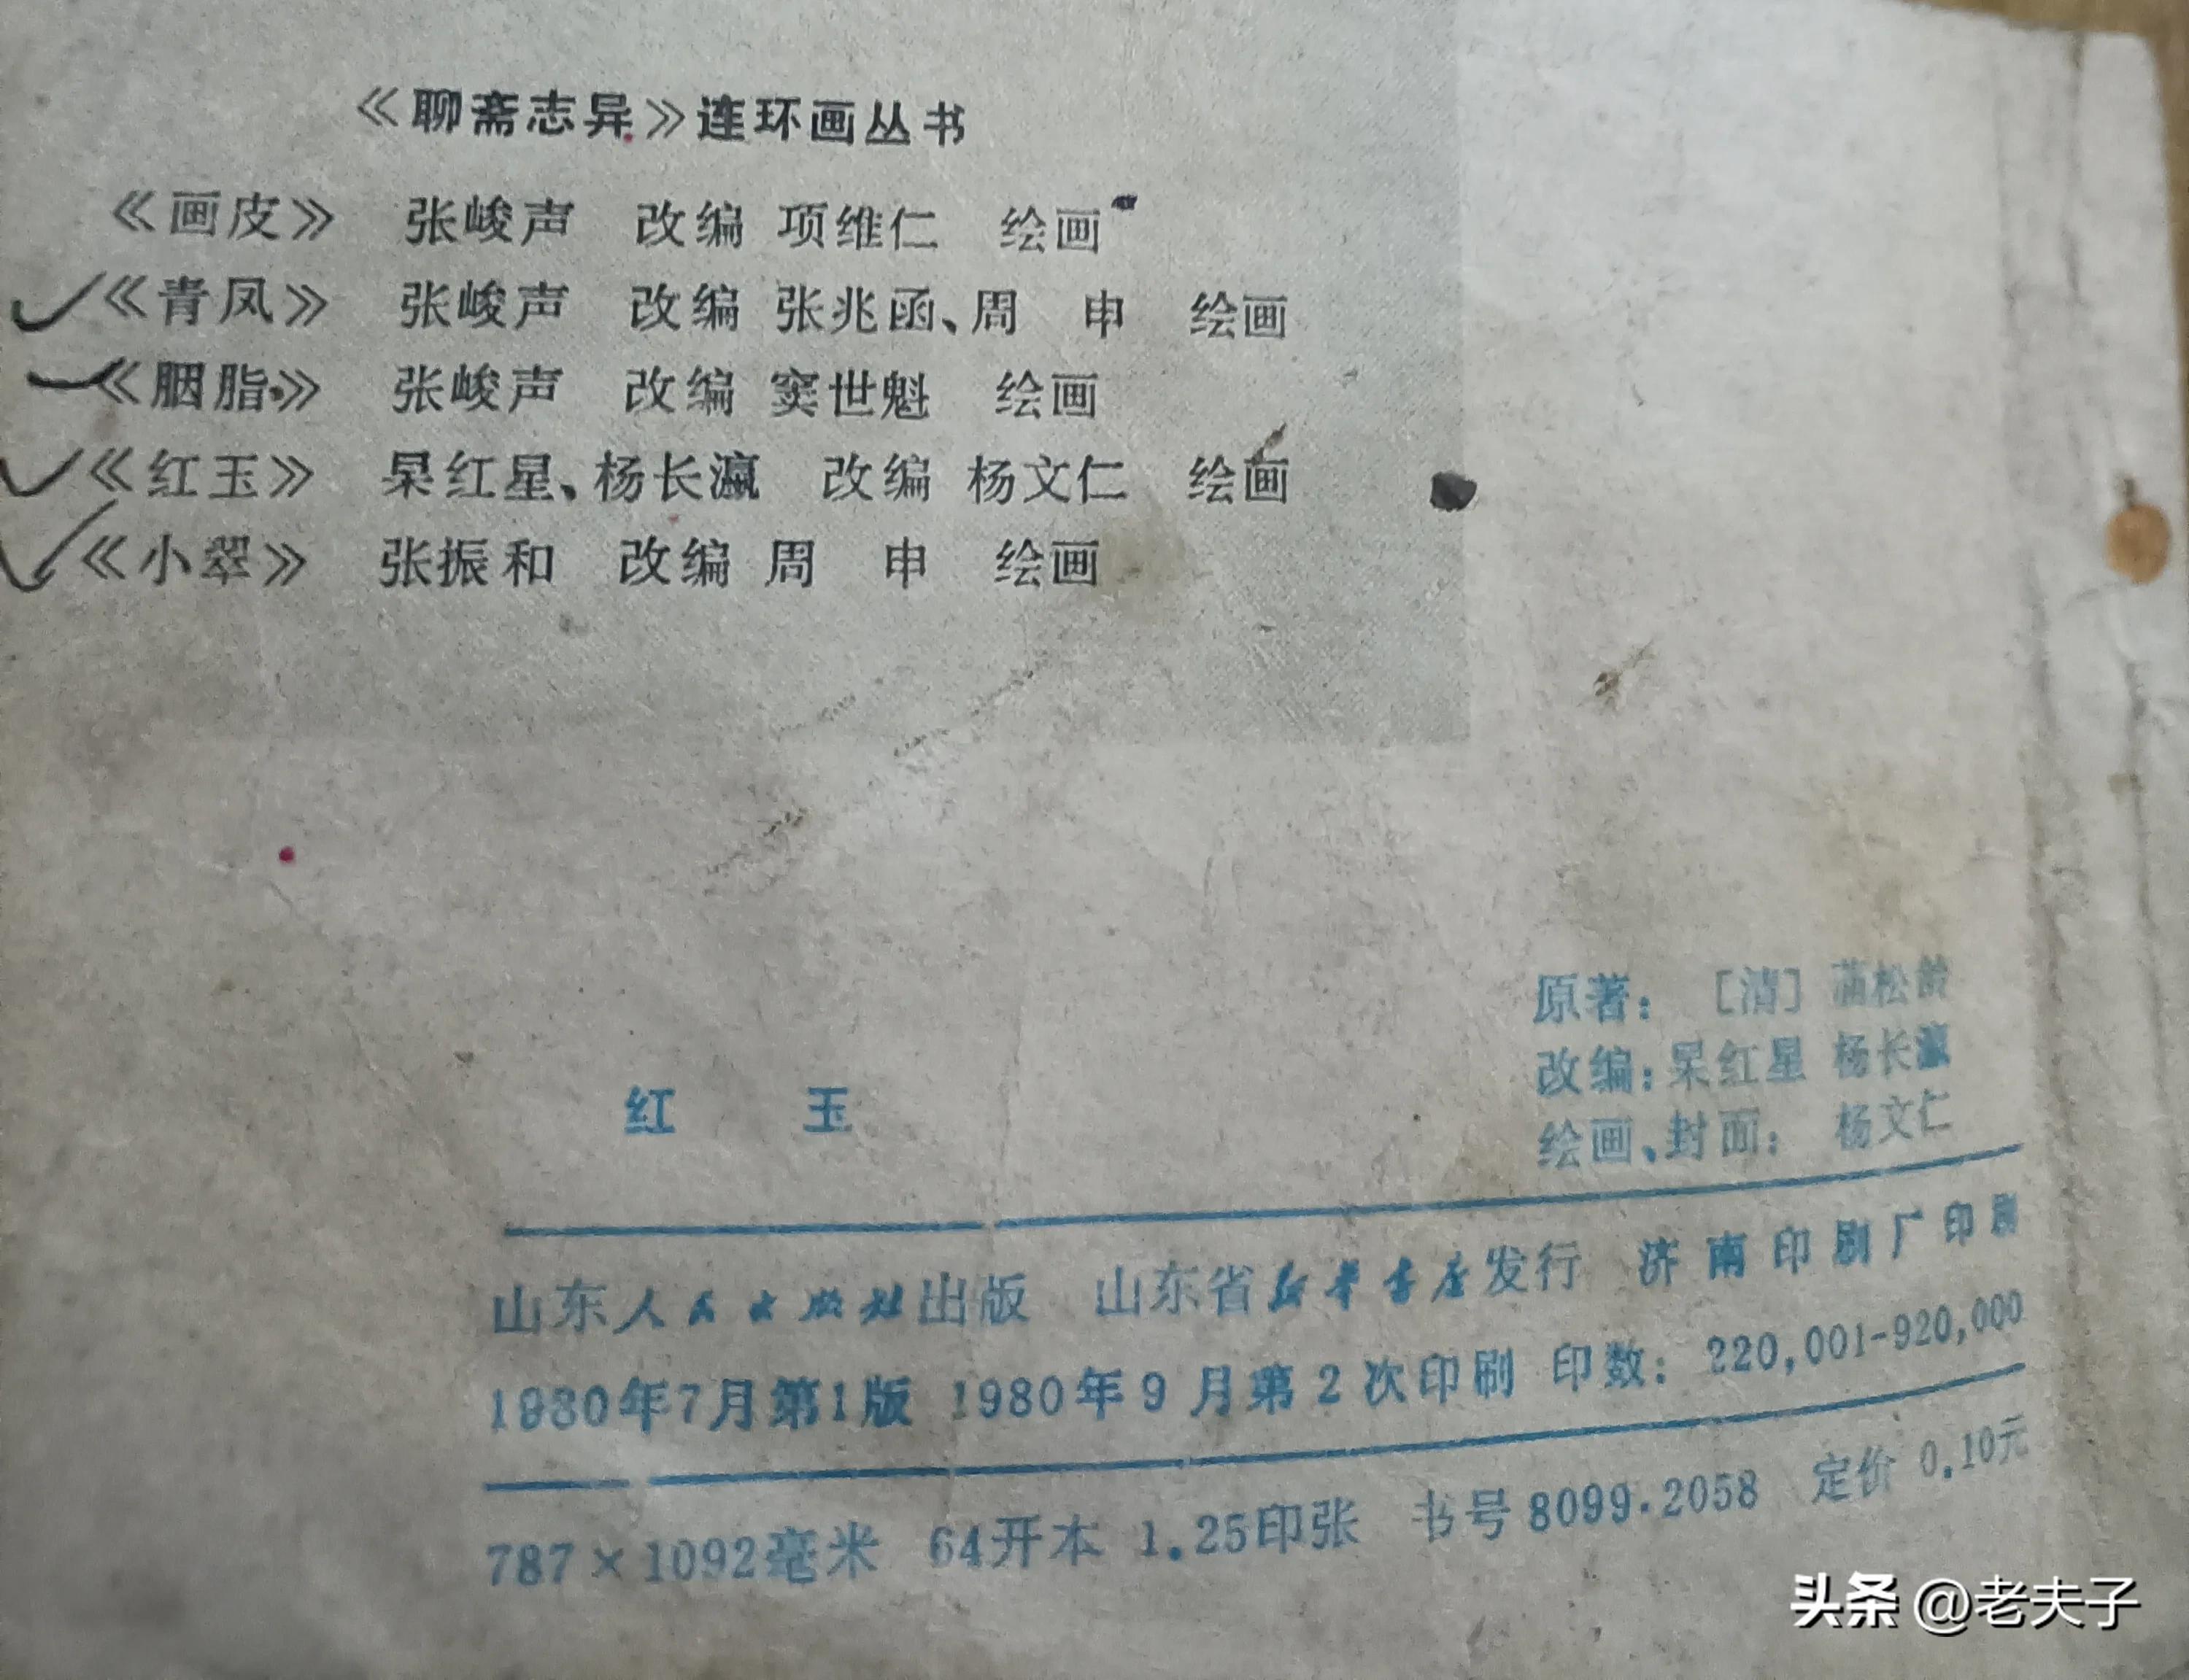 《聊斋志异》连环画丛书
《画皮》 张峻声 改编 项维仁 绘画
《青凤》 张峻声 改编 张兆函、周 申 绘画
《胭脂》 张峻声 改编 窦世魁 绘画
《红玉》 杲红星、杨长瀛 改编 杨文仁 绘画
《小翠》 张振和 改编 周 申 绘画
原著：［清］蒲松龄
改编：杲红星 杨长瀛
红 玉
绘画、封面：杨文仁
山东人民出版社出版 山东省新华书店发行 济南印刷厂印刷
1980年7月第1版 1980年9月第2次印刷 印数：220,001-920,000
787×1092毫米 64开本 1.25印张 书号8099·2058 定价 0.10元
头条 @老夫子